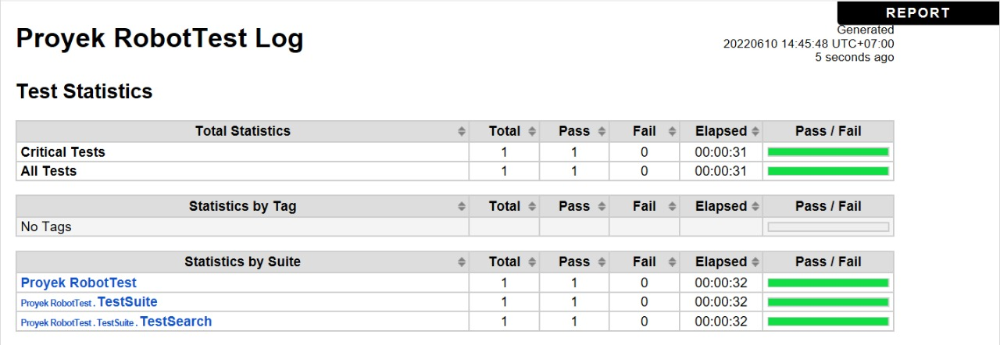 REPORT
Proyek RobotTest Log
Generated
20220610 14:45:48 UTC+07:00
5 seconds ago
Test Statistics
Total Statistics Total Pass Fail Elapsed Pass / Fail
Critical Tests 1 1 0 00:00:31
All Tests 1 1 0 00:00:31
Statistics by Tag Total Pass Fail Elapsed Pass / Fail
No Tags
Statistics by Suite Total Pass Fail Elapsed Pass / Fail
Proyek RobotTest 1 1 0 00:00:32
Proyek RobotTest . TestSuite 1 1 0 00:00:32
Proyek RobotTest . TestSuite . TestSearch 1 1 0 00:00:32